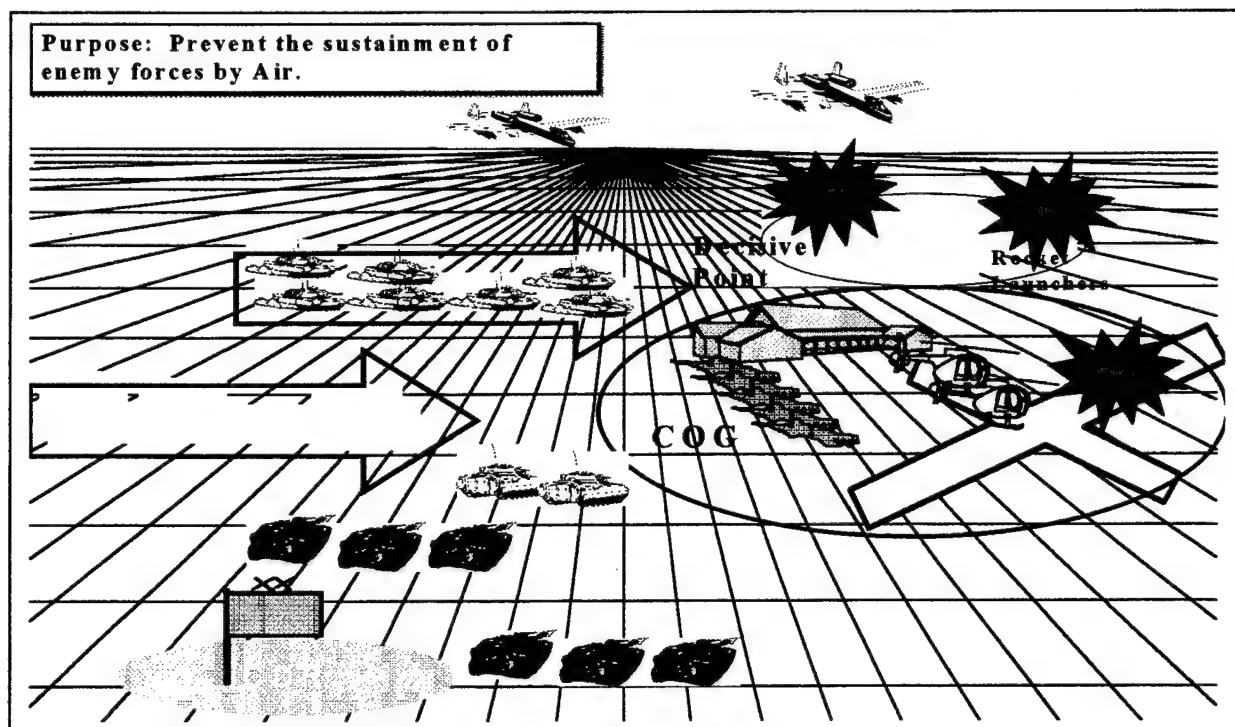 Purpose: Prevent the sustainment of
enemy forces by Air.
Decisive
Point
Rocket
Launchers
COG